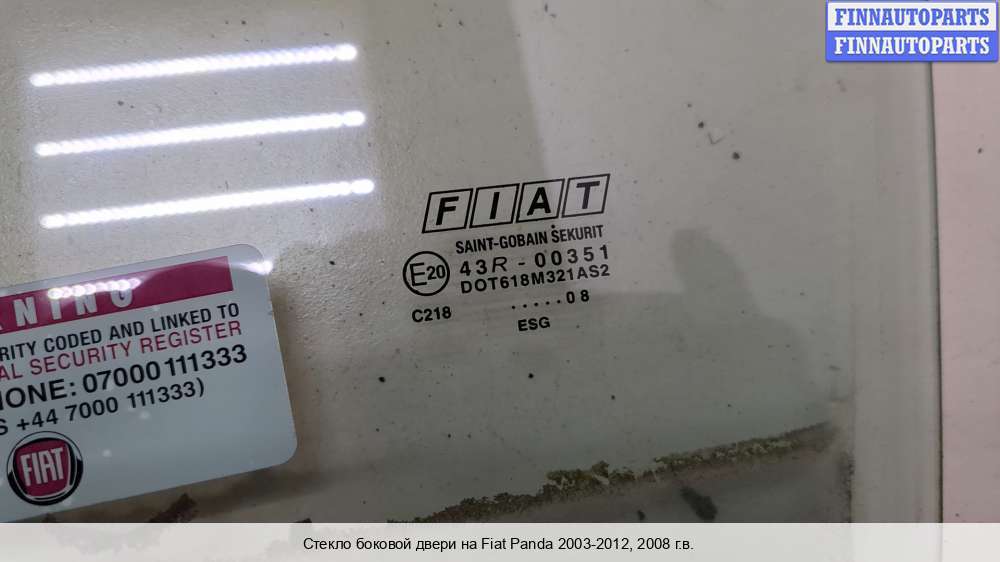 FINNAUTOPARTS
FINNAUTOPARTS
FIAT
SAINT-GOBAIN SEKURIT
E20 43R - 00351
DOT618M321AS2
C218 .....08
ESG
RNING
RITY CODED AND LINKED TO
AL SECURITY REGISTER
HONE: 07000 111333
S +44 7000 111333)
FIAT
Стекло боковой двери на Fiat Panda 2003-2012, 2008 г.в.